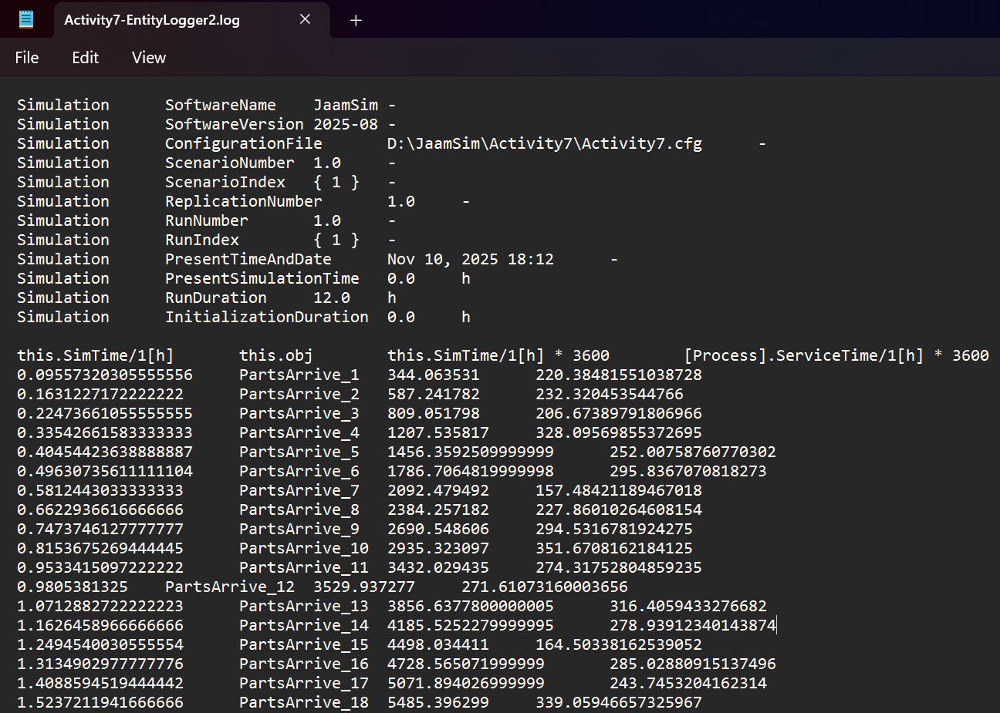 Activity7-EntityLogger2.log
File Edit View
Simulation SoftwareName JaamSim -
Simulation SoftwareVersion 2025-08 -
Simulation ConfigurationFile D:\JaamSim\Activity7\Activity7.cfg -
Simulation ScenarioNumber 1.0 -
Simulation ScenarioIndex { 1 } -
Simulation ReplicationNumber 1.0 -
Simulation RunNumber 1.0 -
Simulation RunIndex { 1 } -
Simulation PresentTimeAndDate Nov 10, 2025 18:12 -
Simulation PresentSimulationTime 0.0 h
Simulation RunDuration 12.0 h
Simulation InitializationDuration 0.0 h
this.SimTime/1[h] this.obj this.SimTime/1[h] * 3600 [Process].ServiceTime/1[h] * 3600
0.09557320305555556 PartsArrive_1 344.063531 220.38481551038728
0.1631227172222222 PartsArrive_2 587.241782 232.320453544766
0.22473661055555555 PartsArrive_3 809.051798 206.67389791806966
0.33542661583333333 PartsArrive_4 1207.535817 328.09569855372695
0.40454423638888887 PartsArrive_5 1456.3592509999999 252.00758760770302
0.49630735611111104 PartsArrive_6 1786.7064819999998 295.8367070818273
0.5812443033333333 PartsArrive_7 2092.479492 157.48421189467018
0.6622936616666666 PartsArrive_8 2384.257182 227.86010264608154
0.7473746127777777 PartsArrive_9 2690.548606 294.5316781924275
0.8153675269444445 PartsArrive_10 2935.323097 351.6708162184125
0.9533415097222222 PartsArrive_11 3432.029435 274.31752804859235
0.9805381325 PartsArrive_12 3529.937277 271.61073160003656
1.0712882722222223 PartsArrive_13 3856.6377800000005 316.4059433276682
1.1626458966666666 PartsArrive_14 4185.5252279999995 278.93912340143874
1.2494540030555554 PartsArrive_15 4498.034411 164.50338162539052
1.3134902977777776 PartsArrive_16 4728.565071999999 285.02880915137496
1.4088594519444442 PartsArrive_17 5071.894026999999 243.7453204162314
1.5237211941666666 PartsArrive_18 5485.396299 339.05946657325967